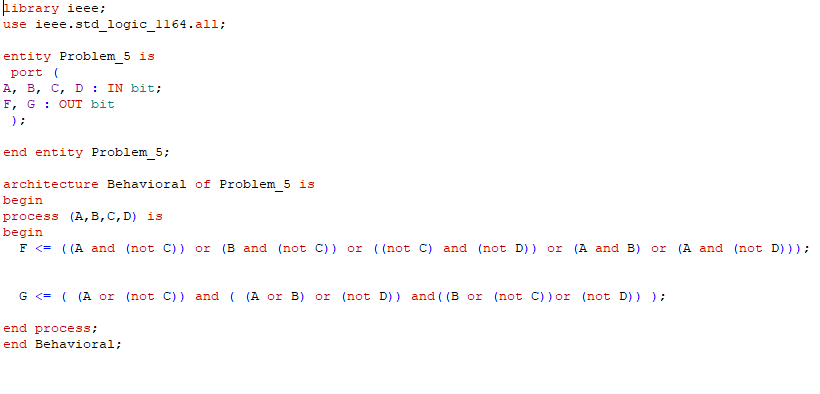 library ieee;
use ieee.std_logic_1164.all;
entity Problem_5 is
port (
A, B, C, D : IN bit;
F, G : OUT bit
);
end entity Problem_5;
architecture Behavioral of Problem_5 is
begin
process (A,B,C,D) is
begin
F <= ((A and (not C)) or (B and (not C)) or ((not C) and (not D)) or (A and B) or (A and (not D)));
G <= ( (A or (not C)) and ( (A or B) or (not D)) and((B or (not C))or (not D)) );
end process;
end Behavioral;